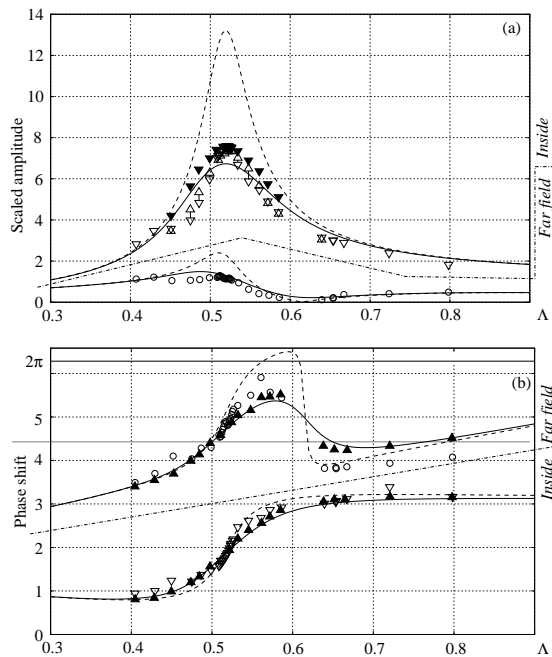 14
(a)
12
10
8
6
4
2
0
Scaled amplitude
0.3
0.4
0.5
0.6
0.7
0.8
Λ
Far field
Inside
2π
(b)
5
4
3
2
1
0
Phase shift
0.3
0.4
0.5
0.6
0.7
0.8
Λ
Inside
Far field